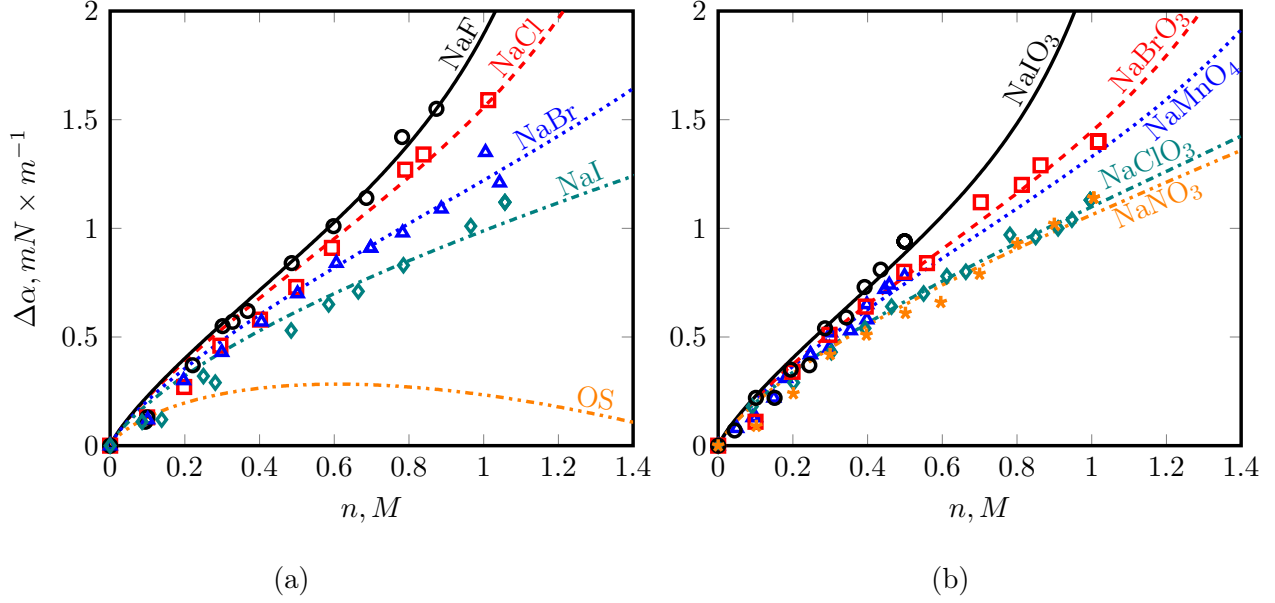 2
1.5
1
0.5
0
0 0.2 0.4 0.6 0.8 1 1.2 1.4
Δα, mN × m⁻¹
n, M
NaF
NaCl
NaBr
NaI
OS
(a)
2
1.5
1
0.5
0
0 0.2 0.4 0.6 0.8 1 1.2 1.4
n, M
NaIO₃
NaBrO₃
NaMnO₄
NaClO₃
NaNO₃
(b)